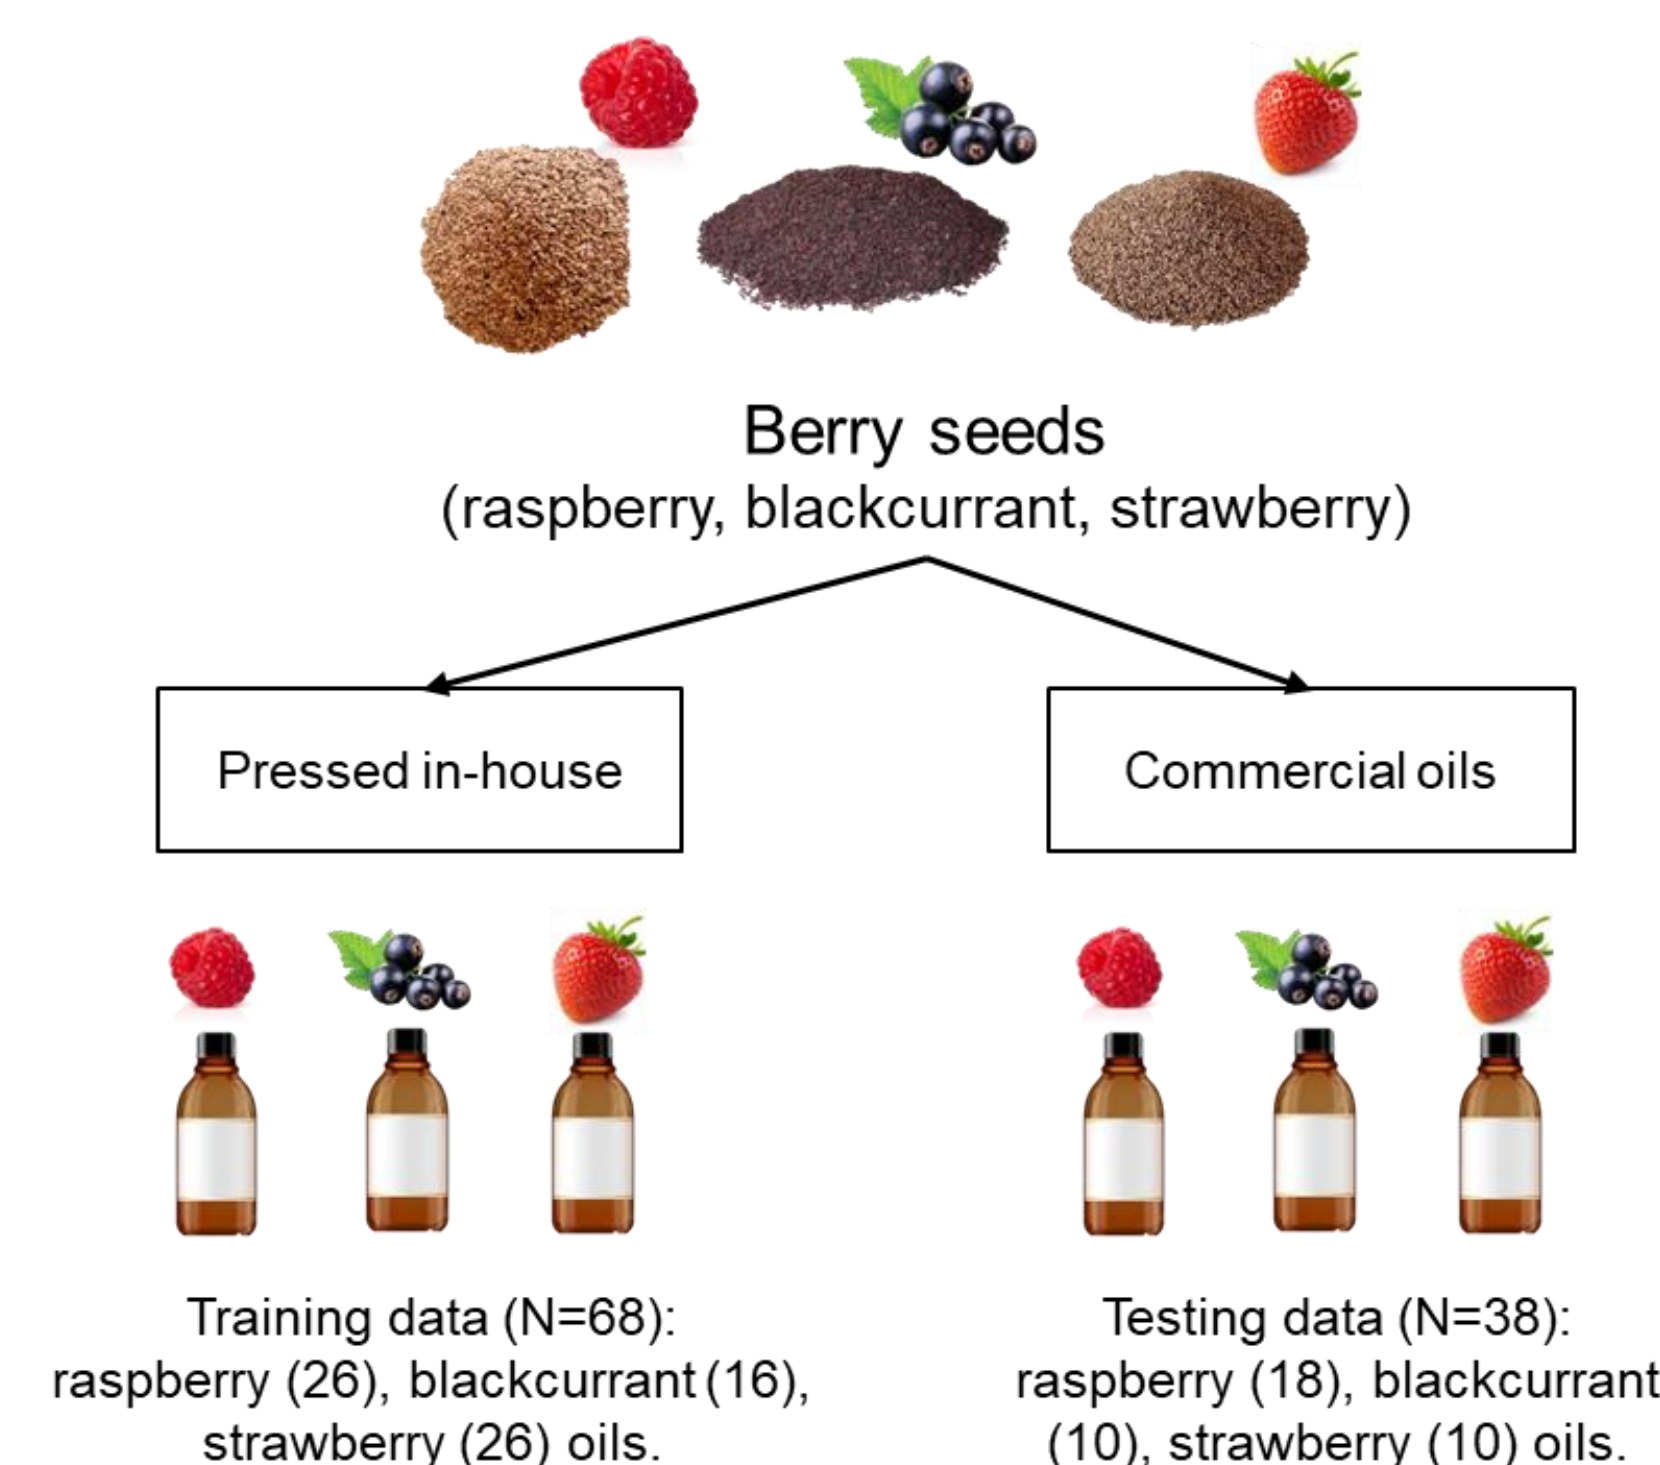 Berry seeds
(raspberry, blackcurrant, strawberry)
Pressed in-house
Commercial oils
Training data (N=68):
raspberry (26), blackcurrant (16),
strawberry (26) oils.
Testing data (N=38):
raspberry (18), blackcurrant
(10), strawberry (10) oils.